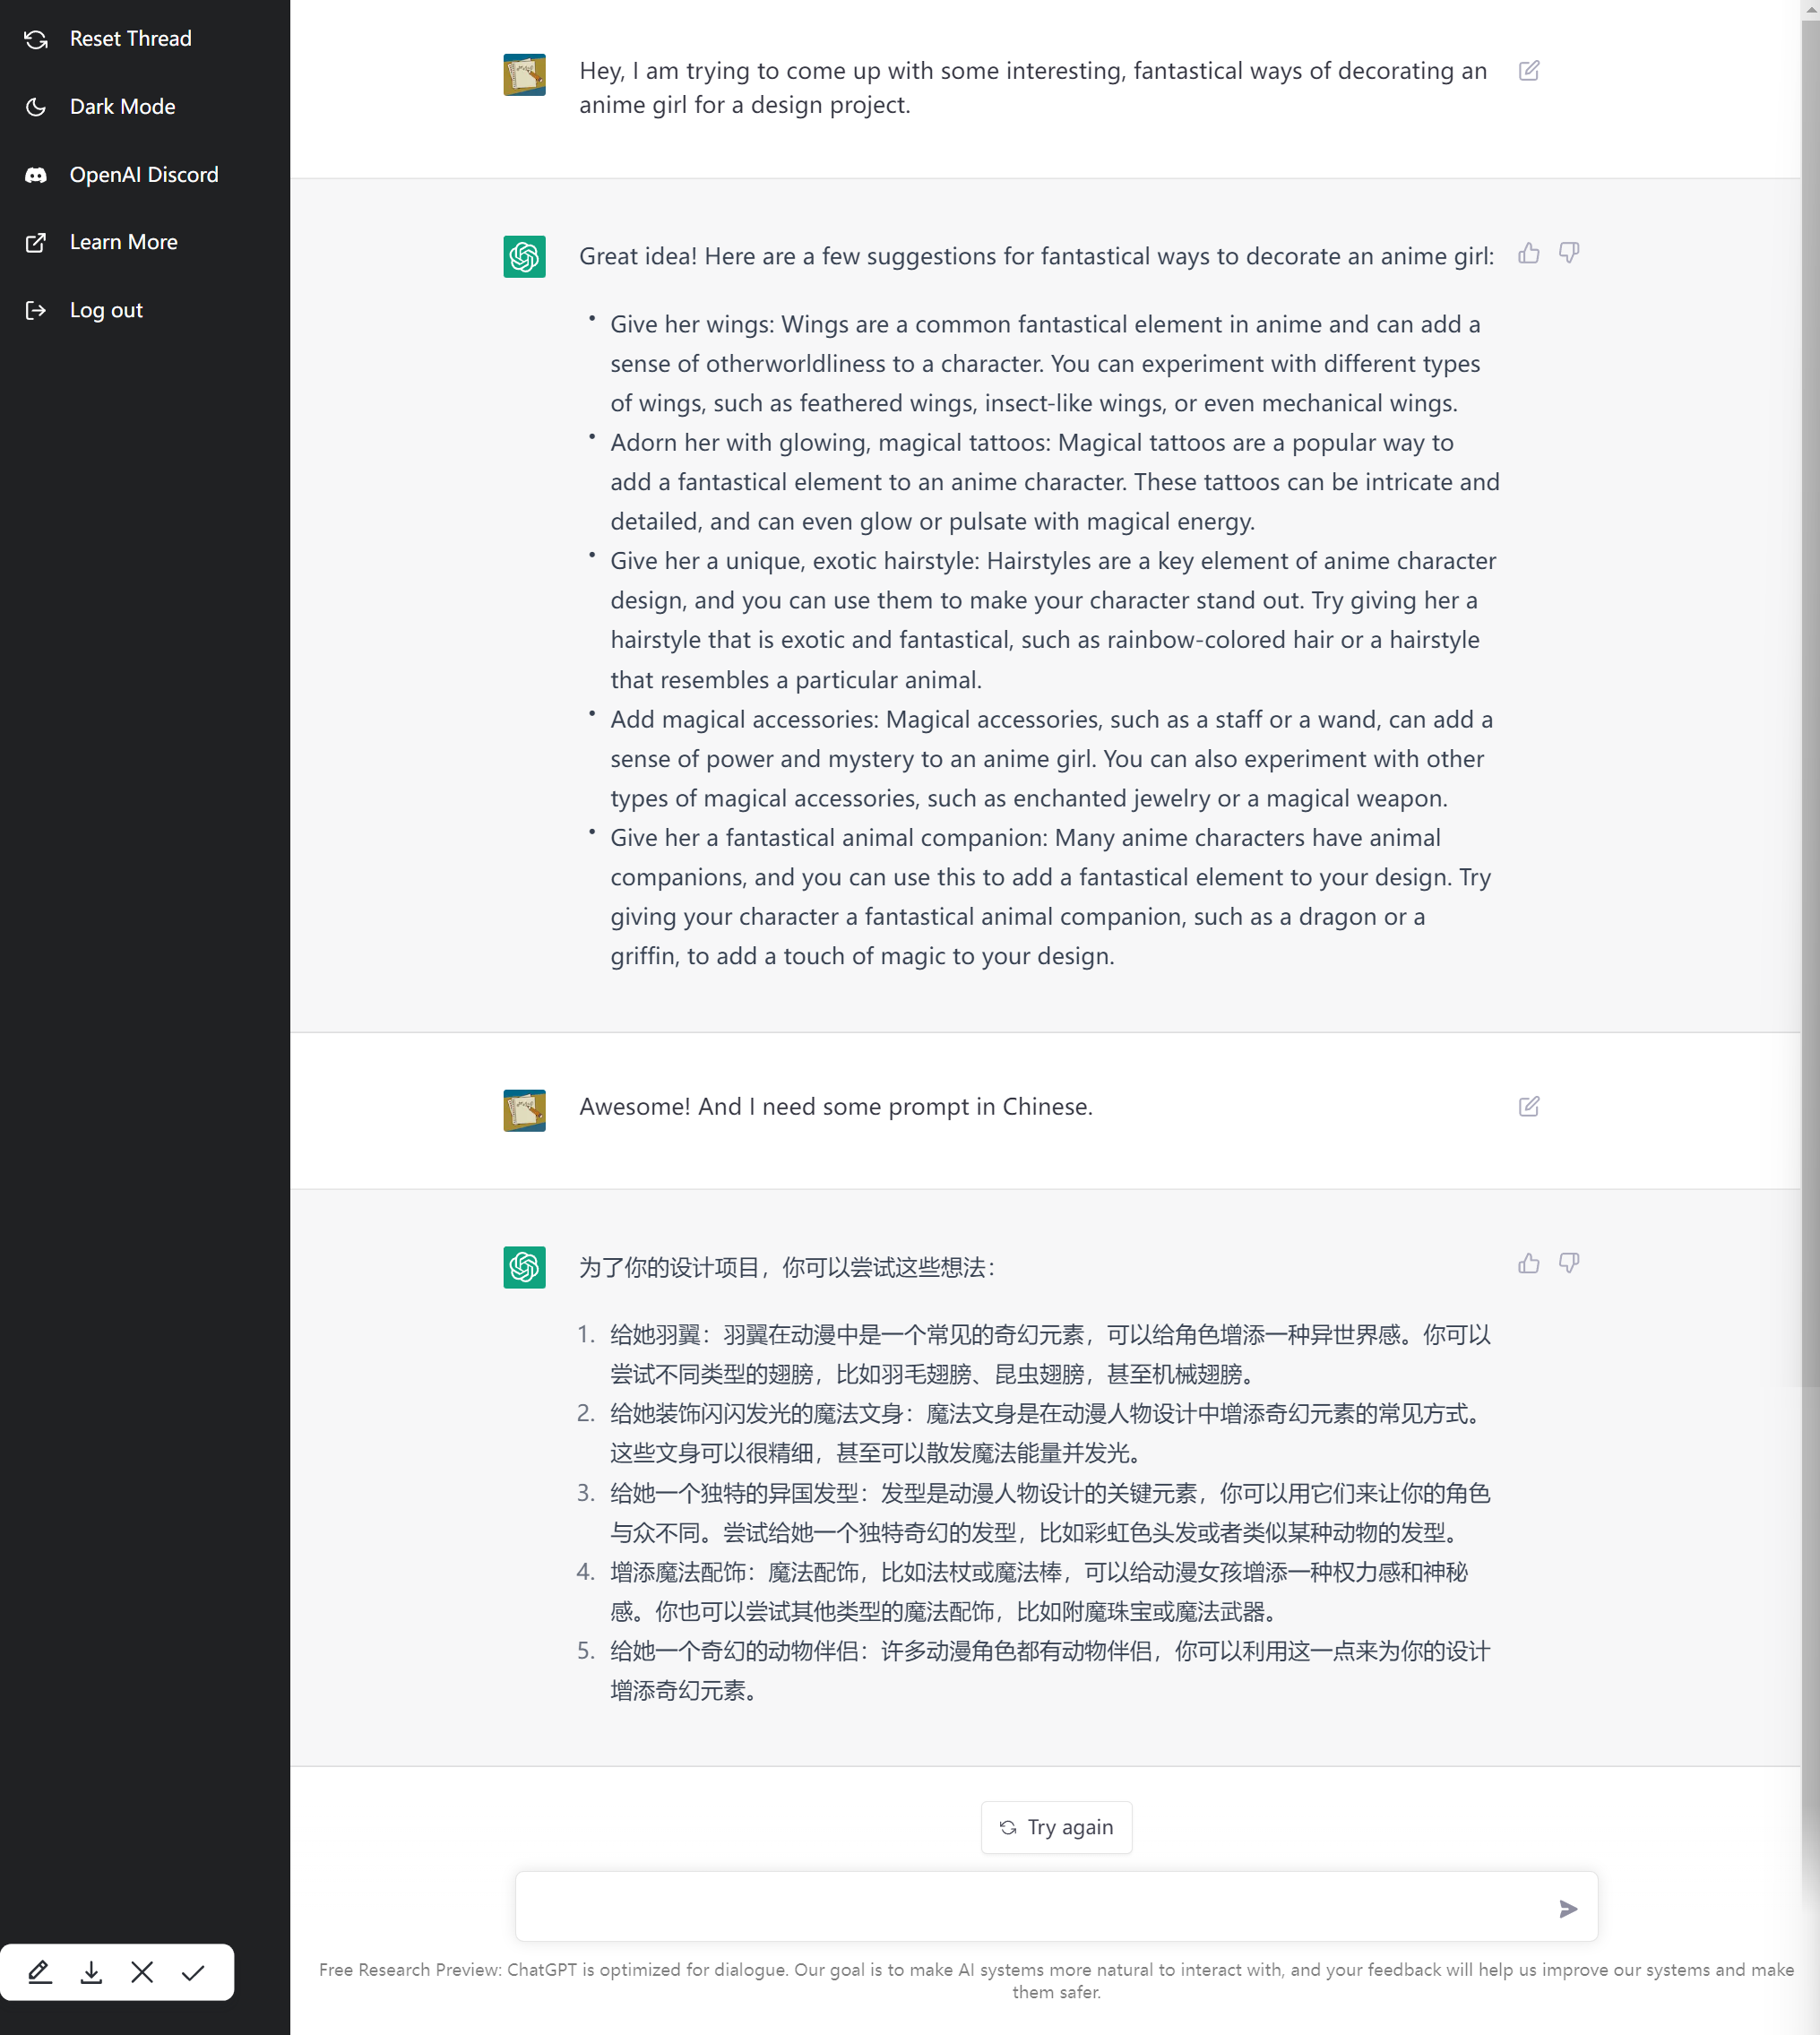 Reset Thread
Dark Mode
OpenAI Discord
Learn More
Log out
Hey, I am trying to come up with some interesting, fantastical ways of decorating an
anime girl for a design project.
Great idea! Here are a few suggestions for fantastical ways to decorate an anime girl:
• Give her wings: Wings are a common fantastical element in anime and can add a
sense of otherworldliness to a character. You can experiment with different types
of wings, such as feathered wings, insect-like wings, or even mechanical wings.
• Adorn her with glowing, magical tattoos: Magical tattoos are a popular way to
add a fantastical element to an anime character. These tattoos can be intricate and
detailed, and can even glow or pulsate with magical energy.
• Give her a unique, exotic hairstyle: Hairstyles are a key element of anime character
design, and you can use them to make your character stand out. Try giving her a
hairstyle that is exotic and fantastical, such as rainbow-colored hair or a hairstyle
that resembles a particular animal.
• Add magical accessories: Magical accessories, such as a staff or a wand, can add a
sense of power and mystery to an anime girl. You can also experiment with other
types of magical accessories, such as enchanted jewelry or a magical weapon.
• Give her a fantastical animal companion: Many anime characters have animal
companions, and you can use this to add a fantastical element to your design. Try
giving your character a fantastical animal companion, such as a dragon or a
griffin, to add a touch of magic to your design.
Awesome! And I need some prompt in Chinese.
为了你的设计项目，你可以尝试这些想法：
1. 给她羽翼：羽翼在动漫中是一个常见的奇幻元素，可以给角色增添一种异世界感。你可以
尝试不同类型的翅膀，比如羽毛翅膀、昆虫翅膀，甚至机械翅膀。
2. 给她装饰闪闪发光的魔法文身：魔法文身是在动漫人物设计中增添奇幻元素的常见方式。
这些文身可以很精细，甚至可以散发魔法能量并发光。
3. 给她一个独特的异国发型：发型是动漫人物设计的关键元素，你可以用它们来让你的角色
与众不同。尝试给她一个独特奇幻的发型，比如彩虹色头发或者类似某种动物的发型。
4. 增添魔法配饰：魔法配饰，比如法杖或魔法棒，可以给动漫女孩增添一种权力感和神秘
感。你也可以尝试其他类型的魔法配饰，比如附魔珠宝或魔法武器。
5. 给她一个奇幻的动物伴侣：许多动漫角色都有动物伴侣，你可以利用这一点来为你的设计
增添奇幻元素。
Try again
Free Research Preview: ChatGPT is optimized for dialogue. Our goal is to make AI systems more natural to interact with, and your feedback will help us improve our systems and make
them safer.